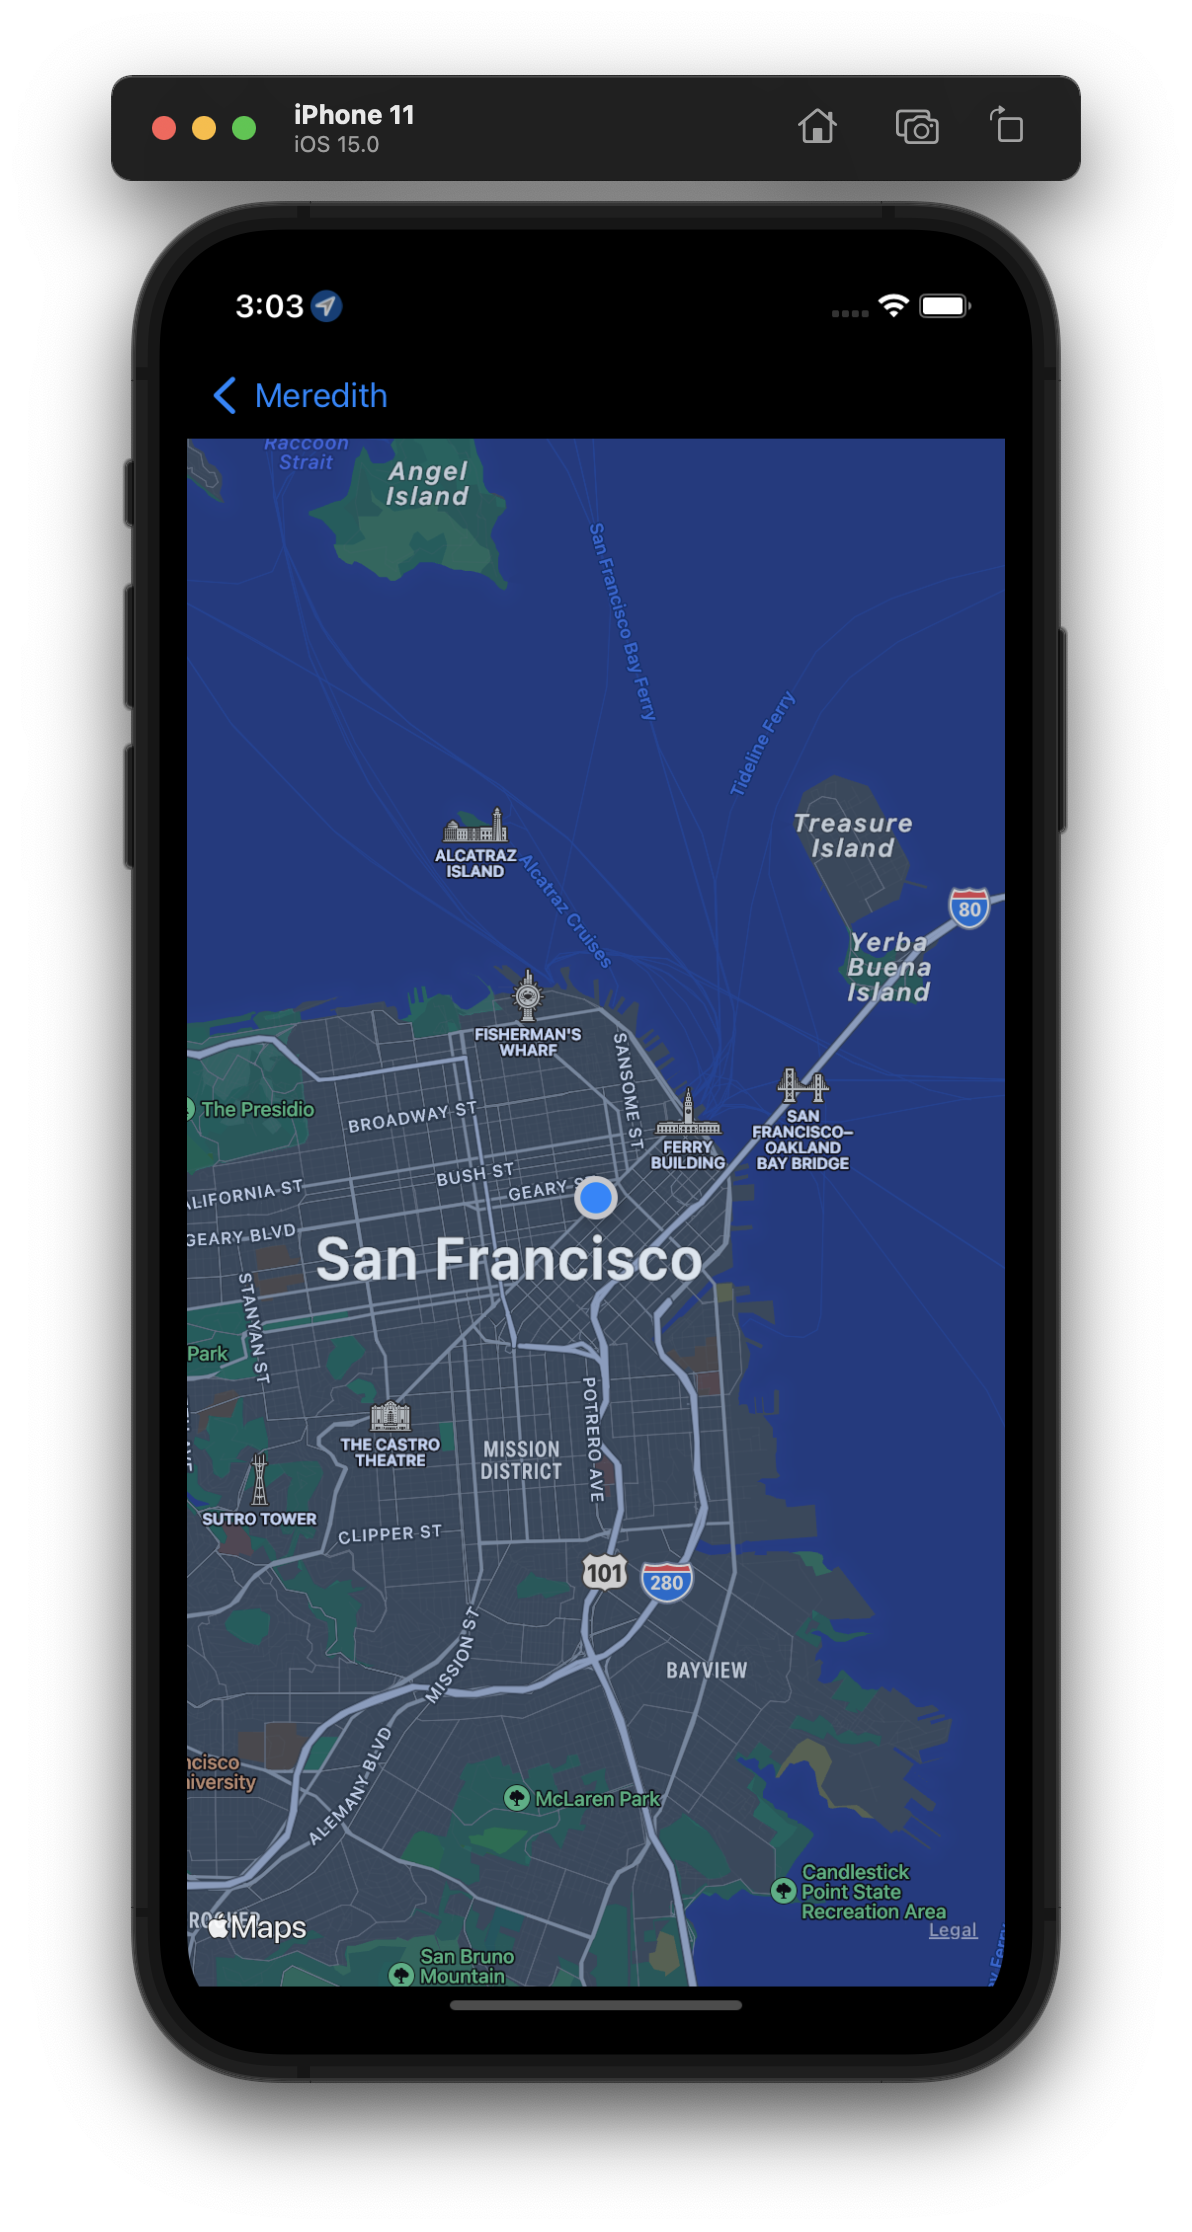 iPhone 11
iOS 15.0
3:03
Meredith
Raccoon
Strait
Angel
Island
San Francisco Bay Ferry
Tideline Ferry
Treasure
Island
ALCATRAZ
ISLAND
Alcatraz Cruises
80
Yerba
Buena
Island
FISHERMAN'S
WHARF
SANSOME ST
The Presidio
BROADWAY ST
FERRY
BUILDING
SAN
FRANCISCO–
OAKLAND
BAY BRIDGE
BUSH ST
GEARY S
ALIFORNIA ST
GEARY BLVD
San Francisco
STANYAN ST
Park
POTRERO AVE
THE CASTRO
THEATRE
MISSION
DISTRICT
SUTRO TOWER
CLIPPER ST
101
280
MISSION ST
BAYVIEW
ncisco
niversity
ALEMANY BLVD
McLaren Park
Candlestick
Point State
Recreation Area
Maps
Legal
San Bruno
Mountain
y Ferry